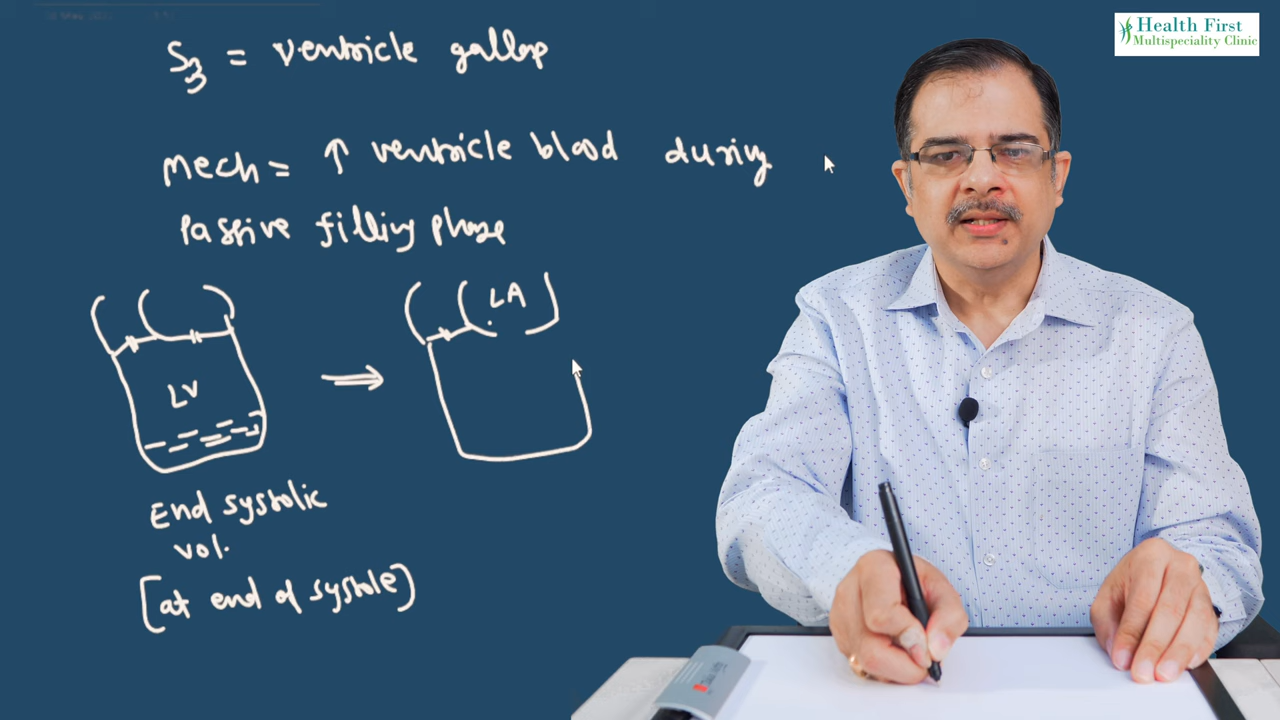 Health First
Multispeciality Clinic
S3 = ventricle gallop
Mech = ↑ ventricle blood during
Passive filling phase
LA
LV
End systolic
vol.
[at end of systole]